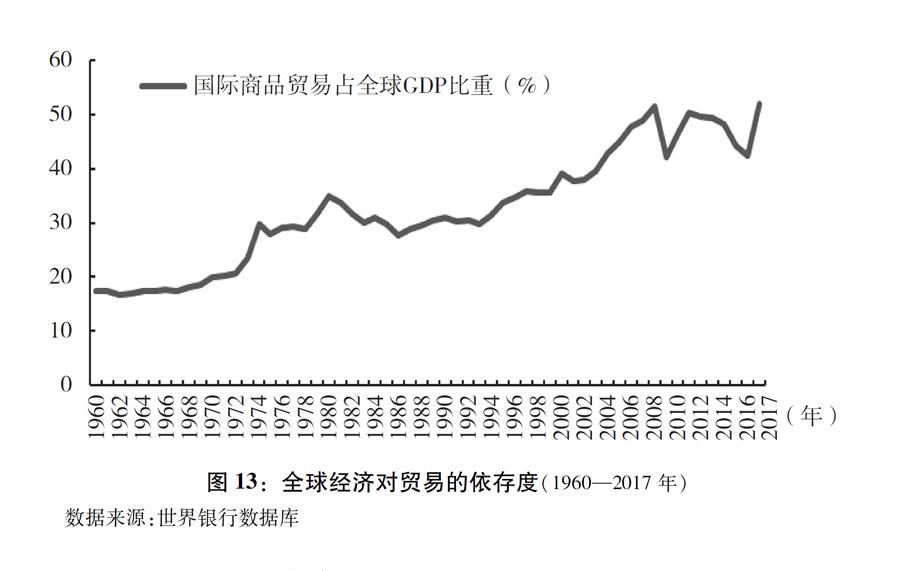 60
国际商品贸易占全球GDP比重（%）
50
40
30
20
10
0
1960 1962 1964 1966 1968 1970 1972 1974 1976 1978 1980 1982 1984 1986 1988 1990 1992 1994 1996 1998 2000 2002 2004 2006 2008 2010 2012 2014 2016 2017（年）
图 13：全球经济对贸易的依存度（1960—2017 年）
数据来源：世界银行数据库